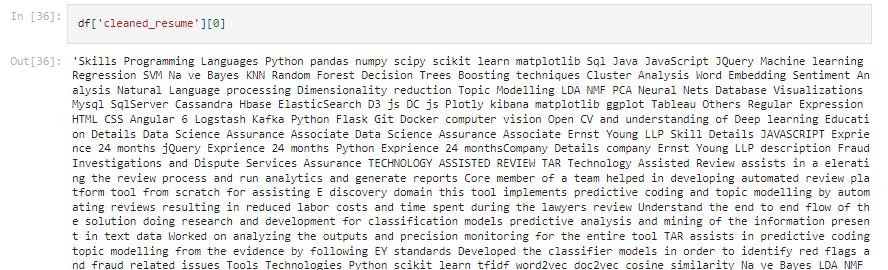 In [36]: df['cleaned_resume'][0]
Out[36]: 'Skills Programming Languages Python pandas numpy scipy scikit learn matplotlib Sql Java JavaScript JQuery Machine learning
Regression SVM Na ve Bayes KNN Random Forest Decision Trees Boosting techniques Cluster Analysis Word Embedding Sentiment An
alysis Natural Language processing Dimensionality reduction Topic Modelling LDA NMF PCA Neural Nets Database Visualizations
Mysql SqlServer Cassandra Hbase ElasticSearch D3 js DC js Plotly kibana matplotlib ggplot Tableau Others Regular Expression
HTML CSS Angular 6 Logstash Kafka Python Flask Git Docker computer vision Open CV and understanding of Deep learning Educati
on Details Data Science Assurance Associate Data Science Assurance Associate Ernst Young LLP Skill Details JAVASCRIPT Exprie
nce 24 months jQuery Exprience 24 months Python Exprience 24 monthsCompany Details company Ernst Young LLP description Fraud
Investigations and Dispute Services Assurance TECHNOLOGY ASSISTED REVIEW TAR Technology Assisted Review assists in a elerati
ng the review process and run analytics and generate reports Core member of a team helped in developing automated review pla
tform tool from scratch for assisting E discovery domain this tool implements predictive coding and topic modelling by autom
ating reviews resulting in reduced labor costs and time spent during the lawyers review Understand the end to end flow of th
e solution doing research and development for classification models predictive analysis and mining of the information presen
t in text data Worked on analyzing the outputs and precision monitoring for the entire tool TAR assists in predictive coding
topic modelling from the evidence by following EY standards Developed the classifier models in order to identify red flags a
nd fraud related issues Tools Technologies Python scikit learn tfidf word2vec doc2vec cosine similarity Na ve Bayes LDA NMF